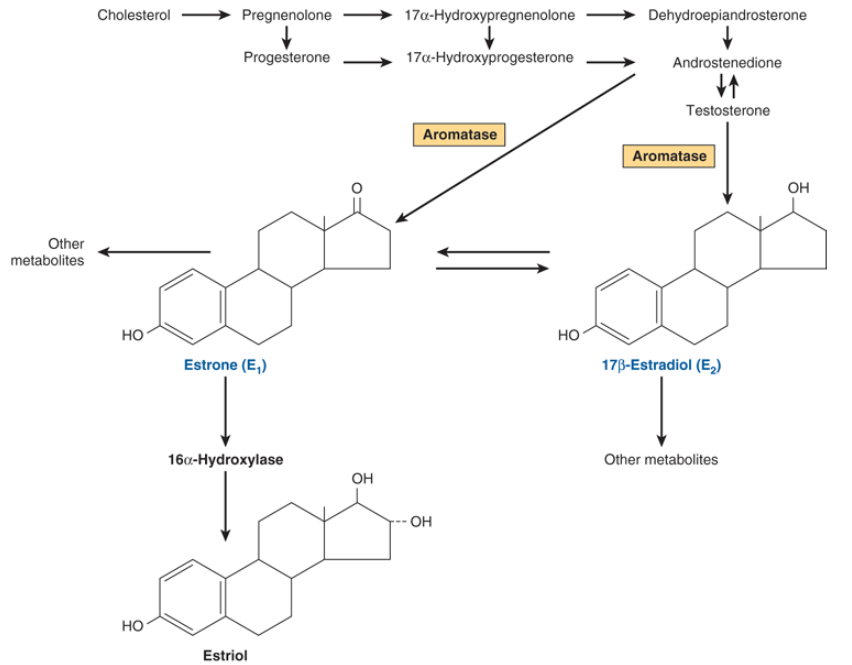 Cholesterol Pregnenolone 17α-Hydroxypregnenolone Dehydroepiandrosterone
Progesterone 17α-Hydroxyprogesterone Androstenedione
Testosterone
Aromatase
Aromatase
O
OH
Other
metabolites
HO
HO
Estrone (E₁)
17β-Estradiol (E₂)
16α-Hydroxylase
Other metabolites
OH
OH
HO
Estriol